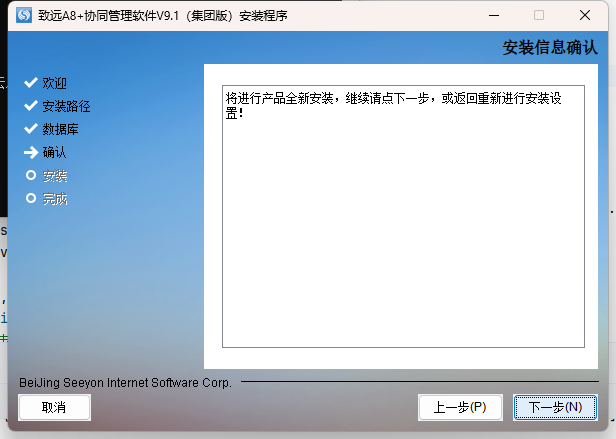 致远A8+协同管理软件V9.1（集团版）安装程序
安装信息确认
欢迎
安装路径
数据库
确认
安装
完成
将进行产品全新安装，继续请点下一步，或返回重新进行安装设
置！
BeiJing Seeyon Internet Software Corp.
取消
上一步(P)
下一步(N)